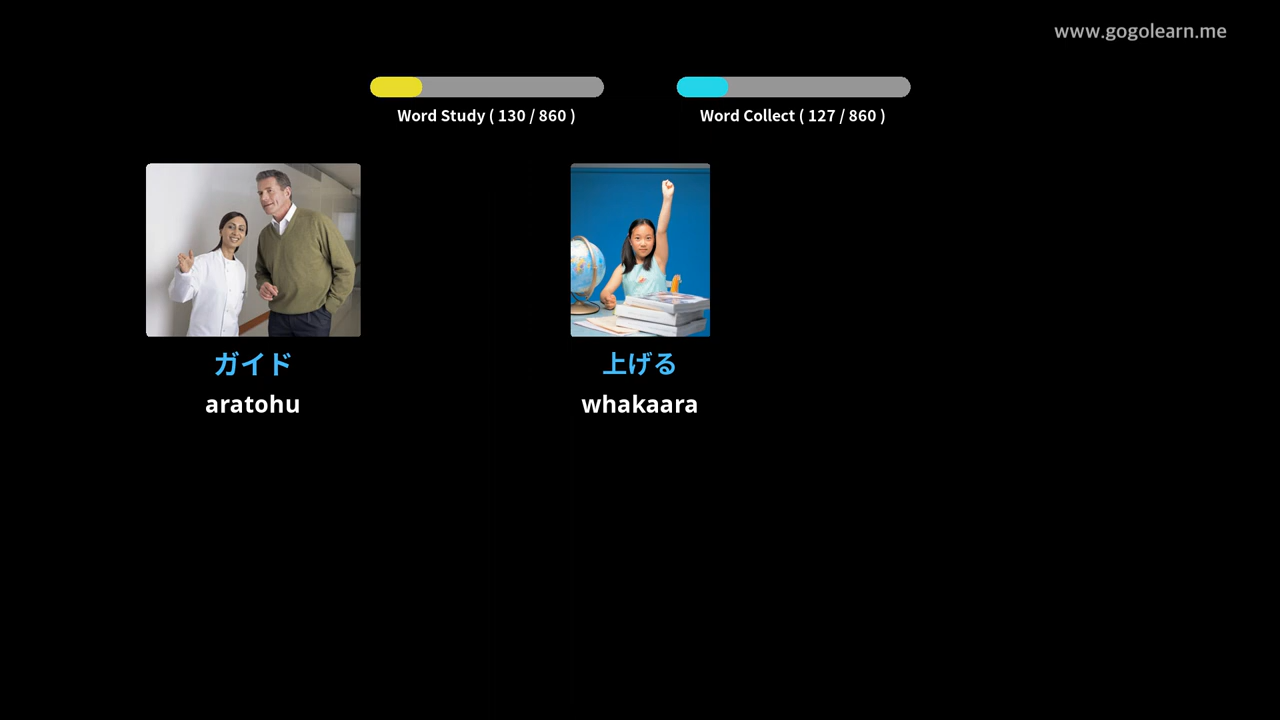 www.gogolearn.me
Word Study ( 130 / 860 )
Word Collect ( 127 / 860 )
ガイド
aratohu
上げる
whakaara